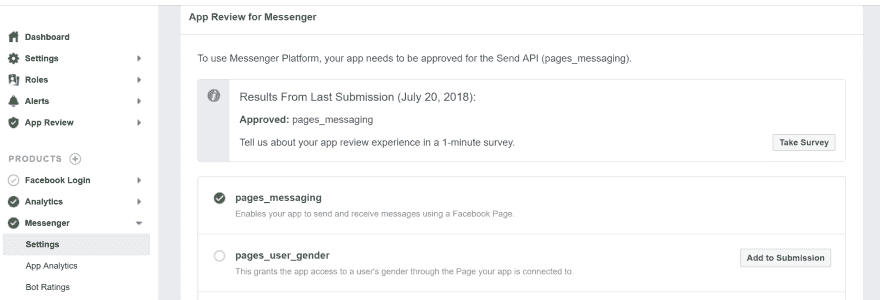 App Review for Messenger
Dashboard
Settings
Roles
Alerts
App Review
PRODUCTS
Facebook Login
Analytics
Messenger
Settings
App Analytics
Bot Ratings
To use Messenger Platform, your app needs to be approved for the Send API (pages_messaging).
Results From Last Submission (July 20, 2018):
Approved: pages_messaging
Tell us about your app review experience in a 1-minute survey.
Take Survey
pages_messaging
Enables your app to send and receive messages using a Facebook Page.
pages_user_gender
Add to Submission
This grants the app access to a user's gender through the Page your app is connected to.